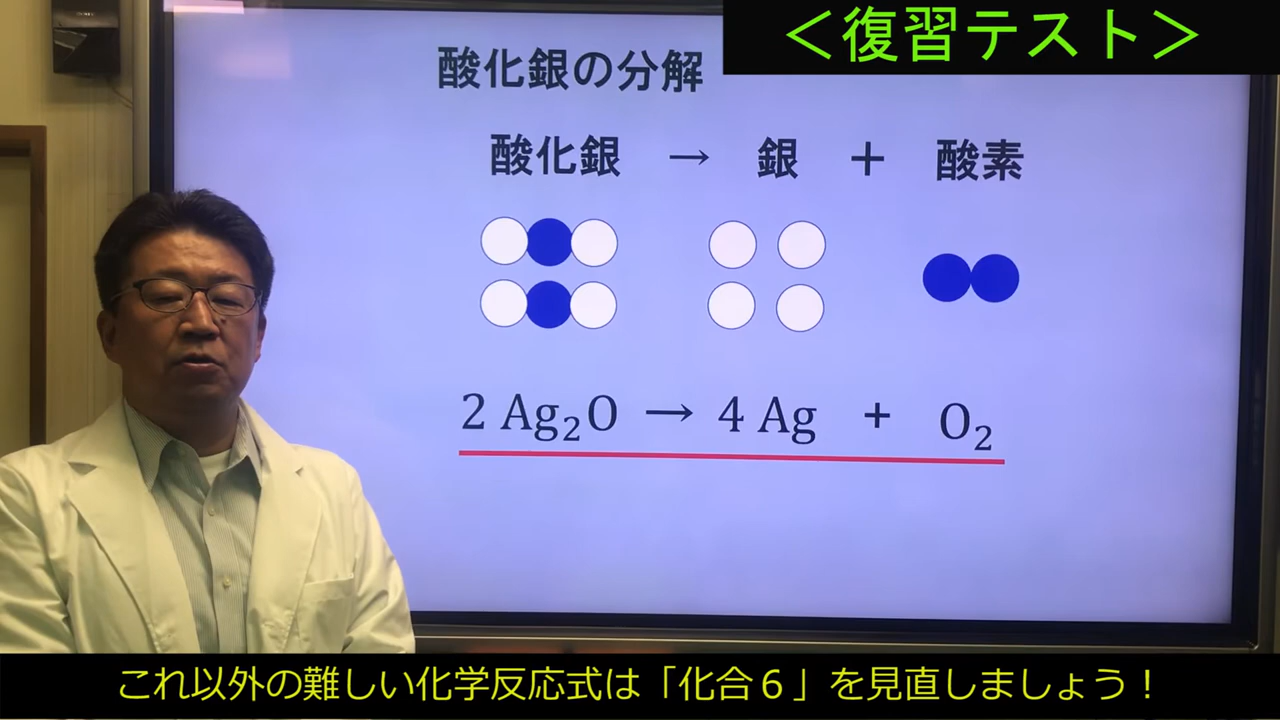 ＜復習テスト＞
酸化銀の分解
酸化銀 → 銀 ＋ 酸素
2 Ag₂O → 4 Ag + O₂
これ以外の難しい化学反応式は「化合６」を見直しましょう！